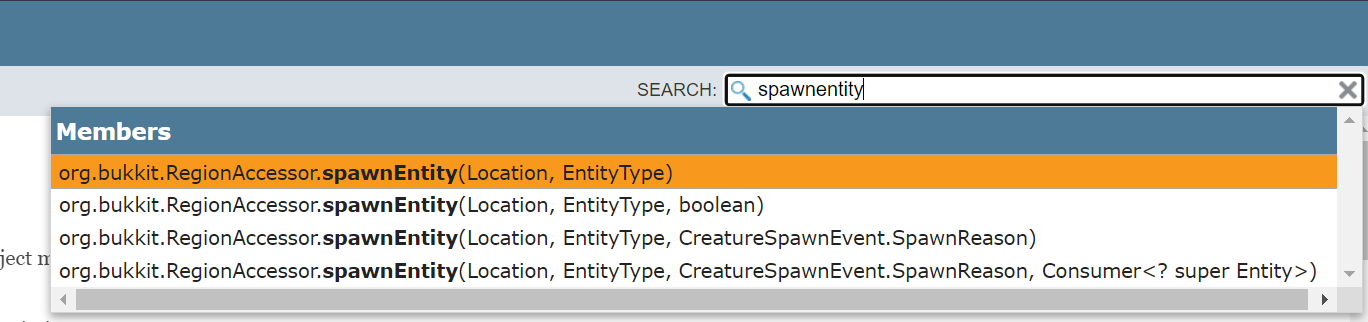 SEARCH: spawnentity
Members
org.bukkit.RegionAccessor.spawnEntity(Location, EntityType)
org.bukkit.RegionAccessor.spawnEntity(Location, EntityType, boolean)
org.bukkit.RegionAccessor.spawnEntity(Location, EntityType, CreatureSpawnEvent.SpawnReason)
ject m
org.bukkit.RegionAccessor.spawnEntity(Location, EntityType, CreatureSpawnEvent.SpawnReason, Consumer<? super Entity>)